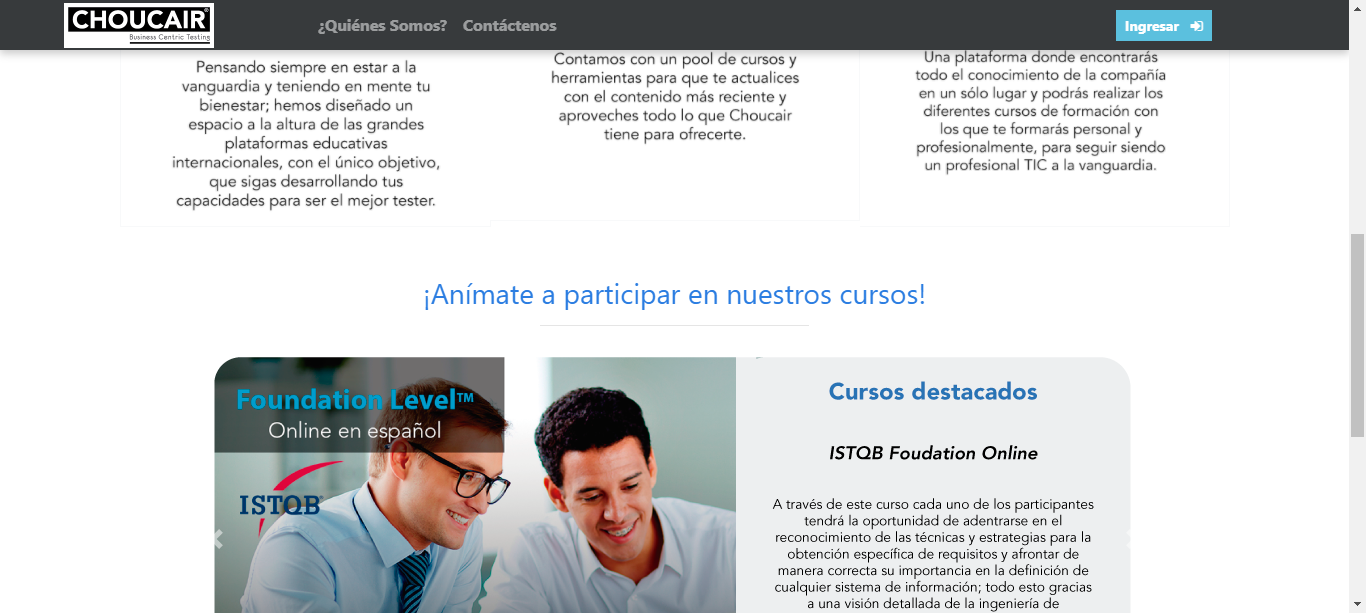 CHOUCAIR®
Business Centric Testing
¿Quiénes Somos?
Contáctenos
Ingresar
Pensando siempre en estar a la
vanguardia y teniendo en mente tu
bienestar; hemos diseñado un
espacio a la altura de las grandes
plataformas educativas
internacionales, con el único objetivo,
que sigas desarrollando tus
capacidades para ser el mejor tester.
Contamos con un pool de cursos y
herramientas para que te actualices
con el contenido más reciente y
aproveches todo lo que Choucair
tiene para ofrecerte.
Una plataforma donde encontrarás
todo el conocimiento de la compañía
en un sólo lugar y podrás realizar los
diferentes cursos de formación con
los que te formarás personal y
profesionalmente, para seguir siendo
un profesional TIC a la vanguardia.
¡Anímate a participar en nuestros cursos!
Foundation Level™
Online en español
ISTQB®
Cursos destacados
ISTQB Foudation Online
A través de este curso cada uno de los participantes
tendrá la oportunidad de adentrarse en el
reconocimiento de las técnicas y estrategias para la
obtención específica de requisitos y afrontar de
manera correcta su importancia en la definición de
cualquier sistema de información; todo esto gracias
a una visión detallada de la ingeniería de